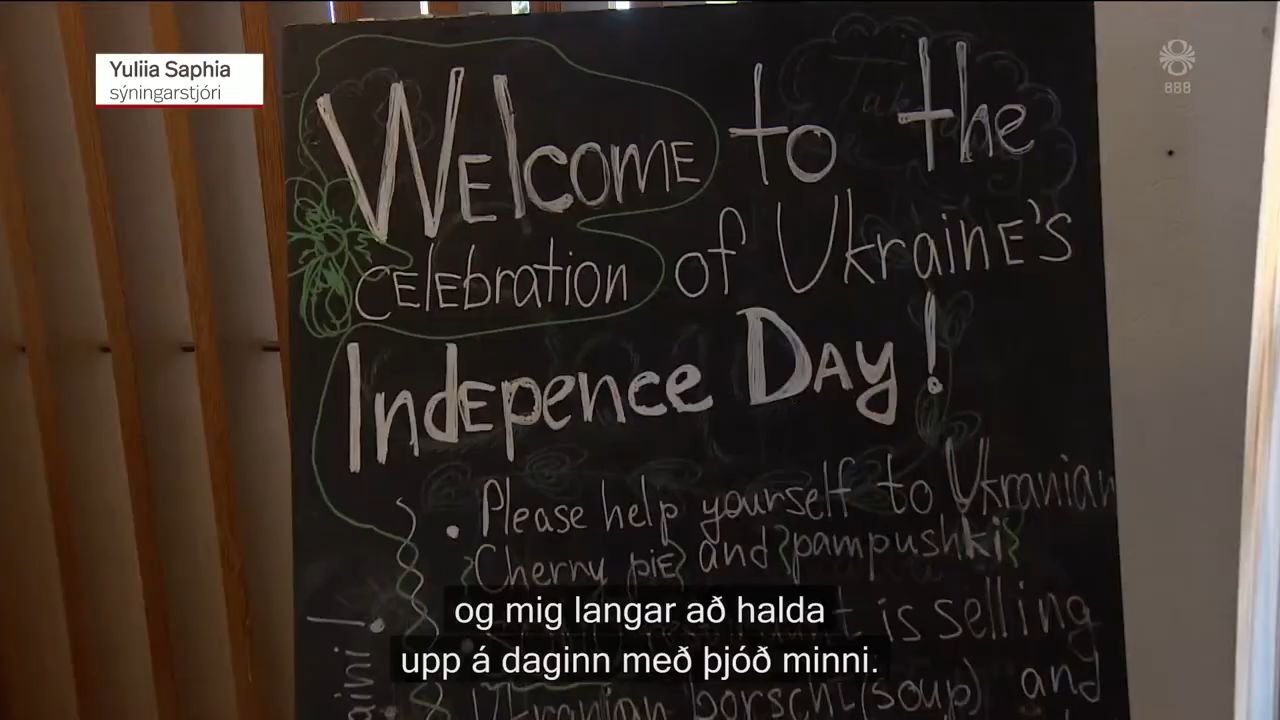 Yuliia Saphia
sýningarstjóri
888
WElcomE to the
cElEbration of UkrainE's
IndEpence DAy!
• Please help yourself to Ukranian
{Cherry piE} and {pampushki}
is selling
Ukranian borscht (soup) and
og mig langar að halda
upp á daginn með þjóð minni.